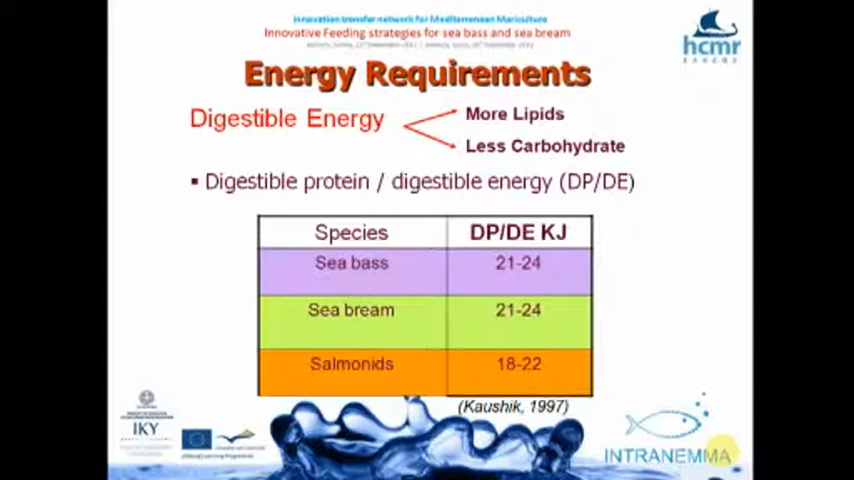 Innovation transfer network for Mediterranean Mariculture
Innovative Feeding strategies for sea bass and sea bream
hcmr
ΕΛΚΕΘΕ
Energy Requirements
Digestible Energy
More Lipids
Less Carbohydrate
▪ Digestible protein / digestible energy (DP/DE)
Species DP/DE KJ
Sea bass 21-24
Sea bream 21-24
Salmonids 18-22
(Kaushik, 1997)
IKY
INTRANEMMA